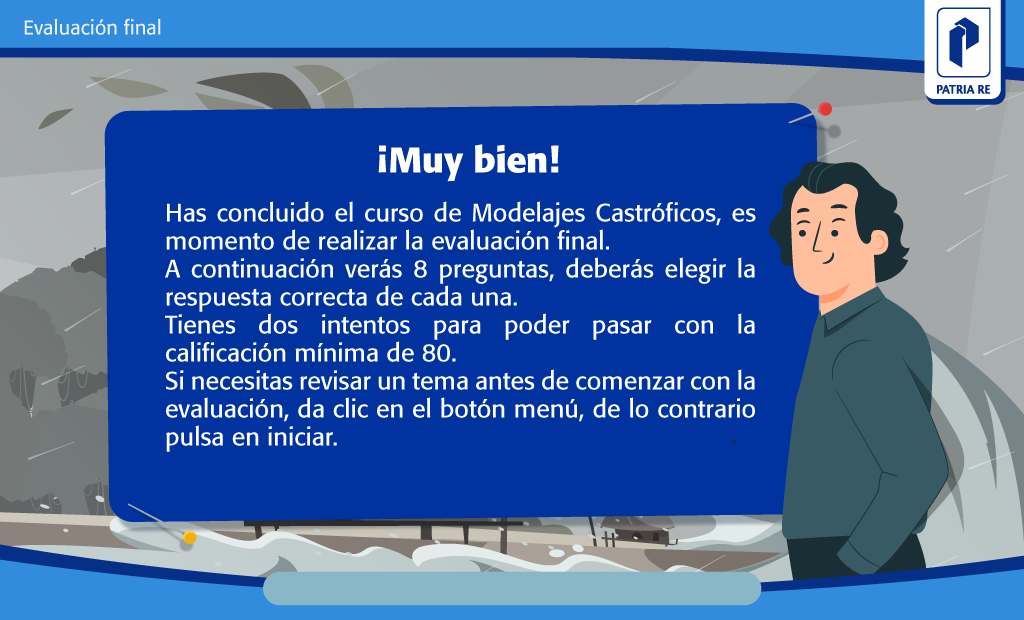 Evaluación final
PATRIA RE
¡Muy bien!
Has concluido el curso de Modelajes Castróficos, es
momento de realizar la evaluación final.
A continuación verás 8 preguntas, deberás elegir la
respuesta correcta de cada una.
Tienes dos intentos para poder pasar con la
calificación mínima de 80.
Si necesitas revisar un tema antes de comenzar con la
evaluación, da clic en el botón menú, de lo contrario
pulsa en iniciar.